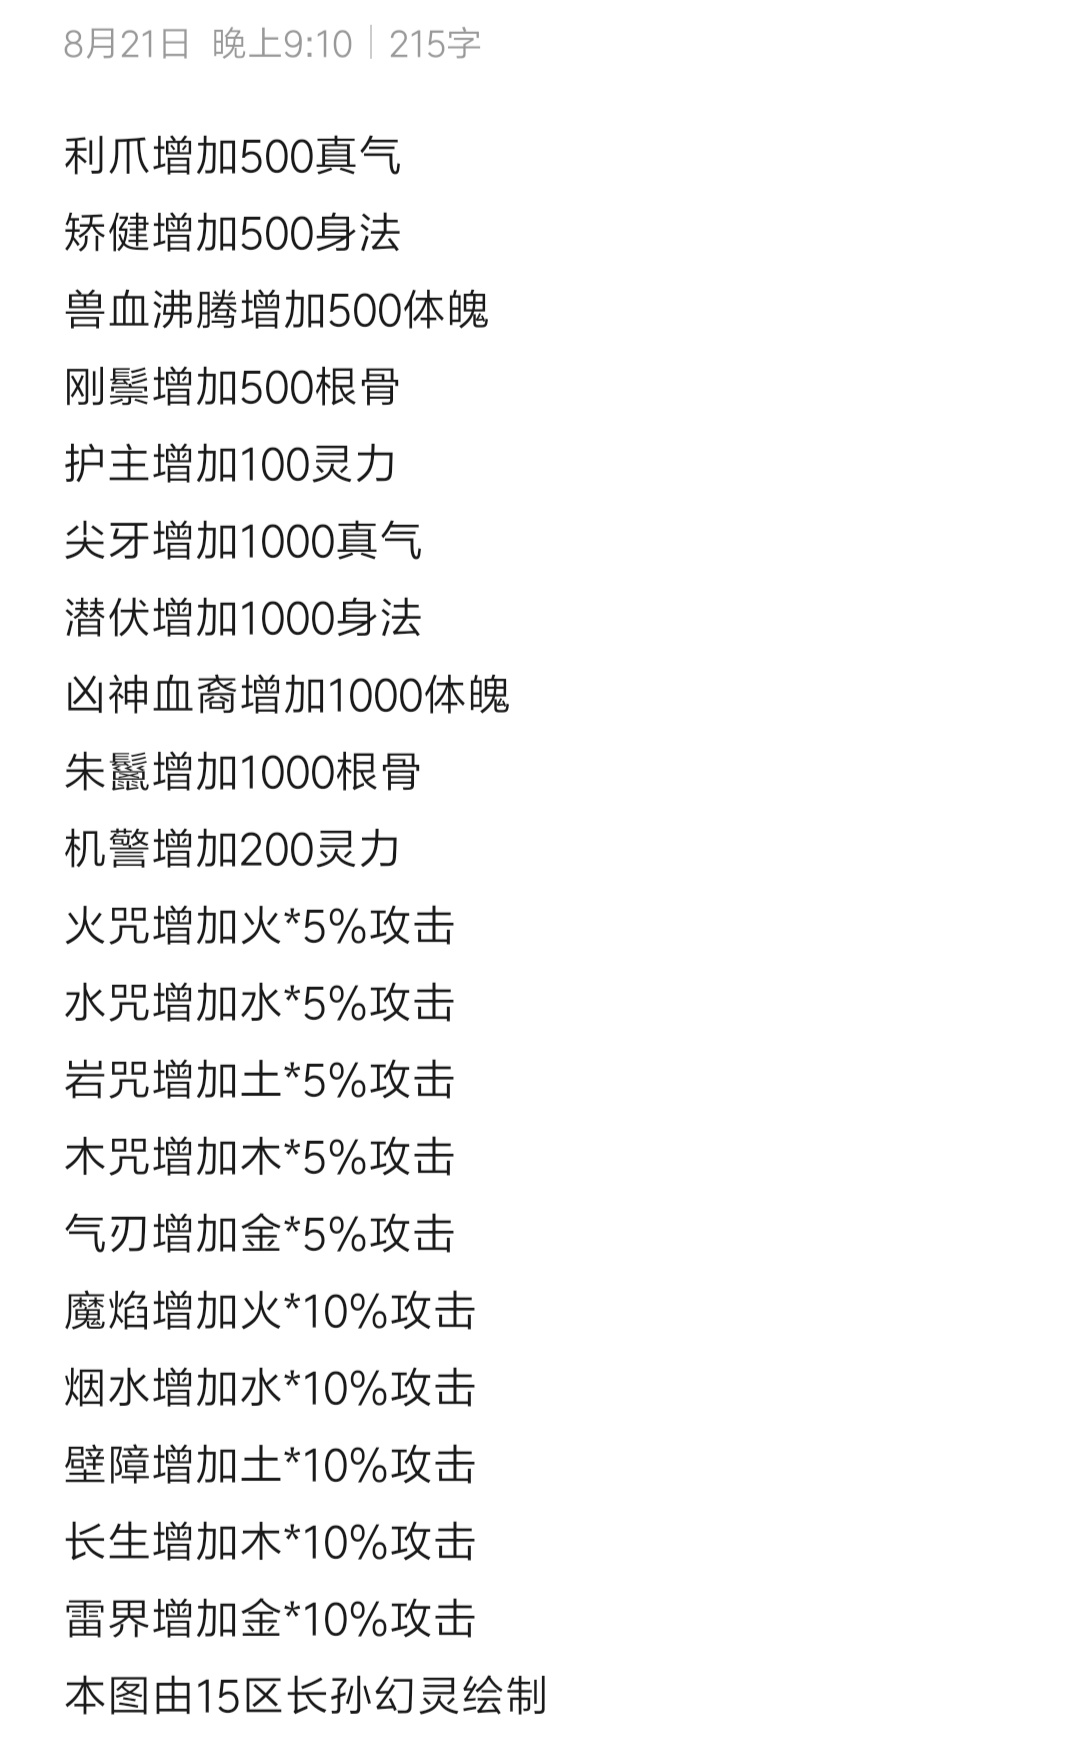 8月21日 晚上9:10 | 215字
利爪增加500真气
矫健增加500身法
兽血沸腾增加500体魄
刚鬃增加500根骨
护主增加100灵力
尖牙增加1000真气
潜伏增加1000身法
凶神血裔增加1000体魄
朱鬣增加1000根骨
机警增加200灵力
火咒增加火*5%攻击
水咒增加水*5%攻击
岩咒增加土*5%攻击
木咒增加木*5%攻击
气刃增加金*5%攻击
魔焰增加火*10%攻击
烟水增加水*10%攻击
壁障增加土*10%攻击
长生增加木*10%攻击
雷界增加金*10%攻击
本图由15区长孙幻灵绘制